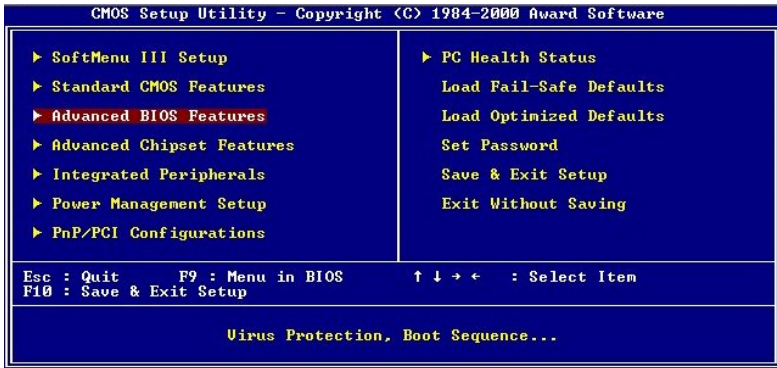 CMOS Setup Utility - Copyright (C) 1984-2000 Award Software
▶ SoftMenu III Setup
▶ Standard CMOS Features
▶ Advanced BIOS Features
▶ Advanced Chipset Features
▶ Integrated Peripherals
▶ Power Management Setup
▶ PnP/PCI Configurations
▶ PC Health Status
Load Fail-Safe Defaults
Load Optimized Defaults
Set Password
Save & Exit Setup
Exit Without Saving
Esc : Quit F9 : Menu in BIOS ↑ ↓ → ← : Select Item
F10 : Save & Exit Setup
Virus Protection, Boot Sequence...